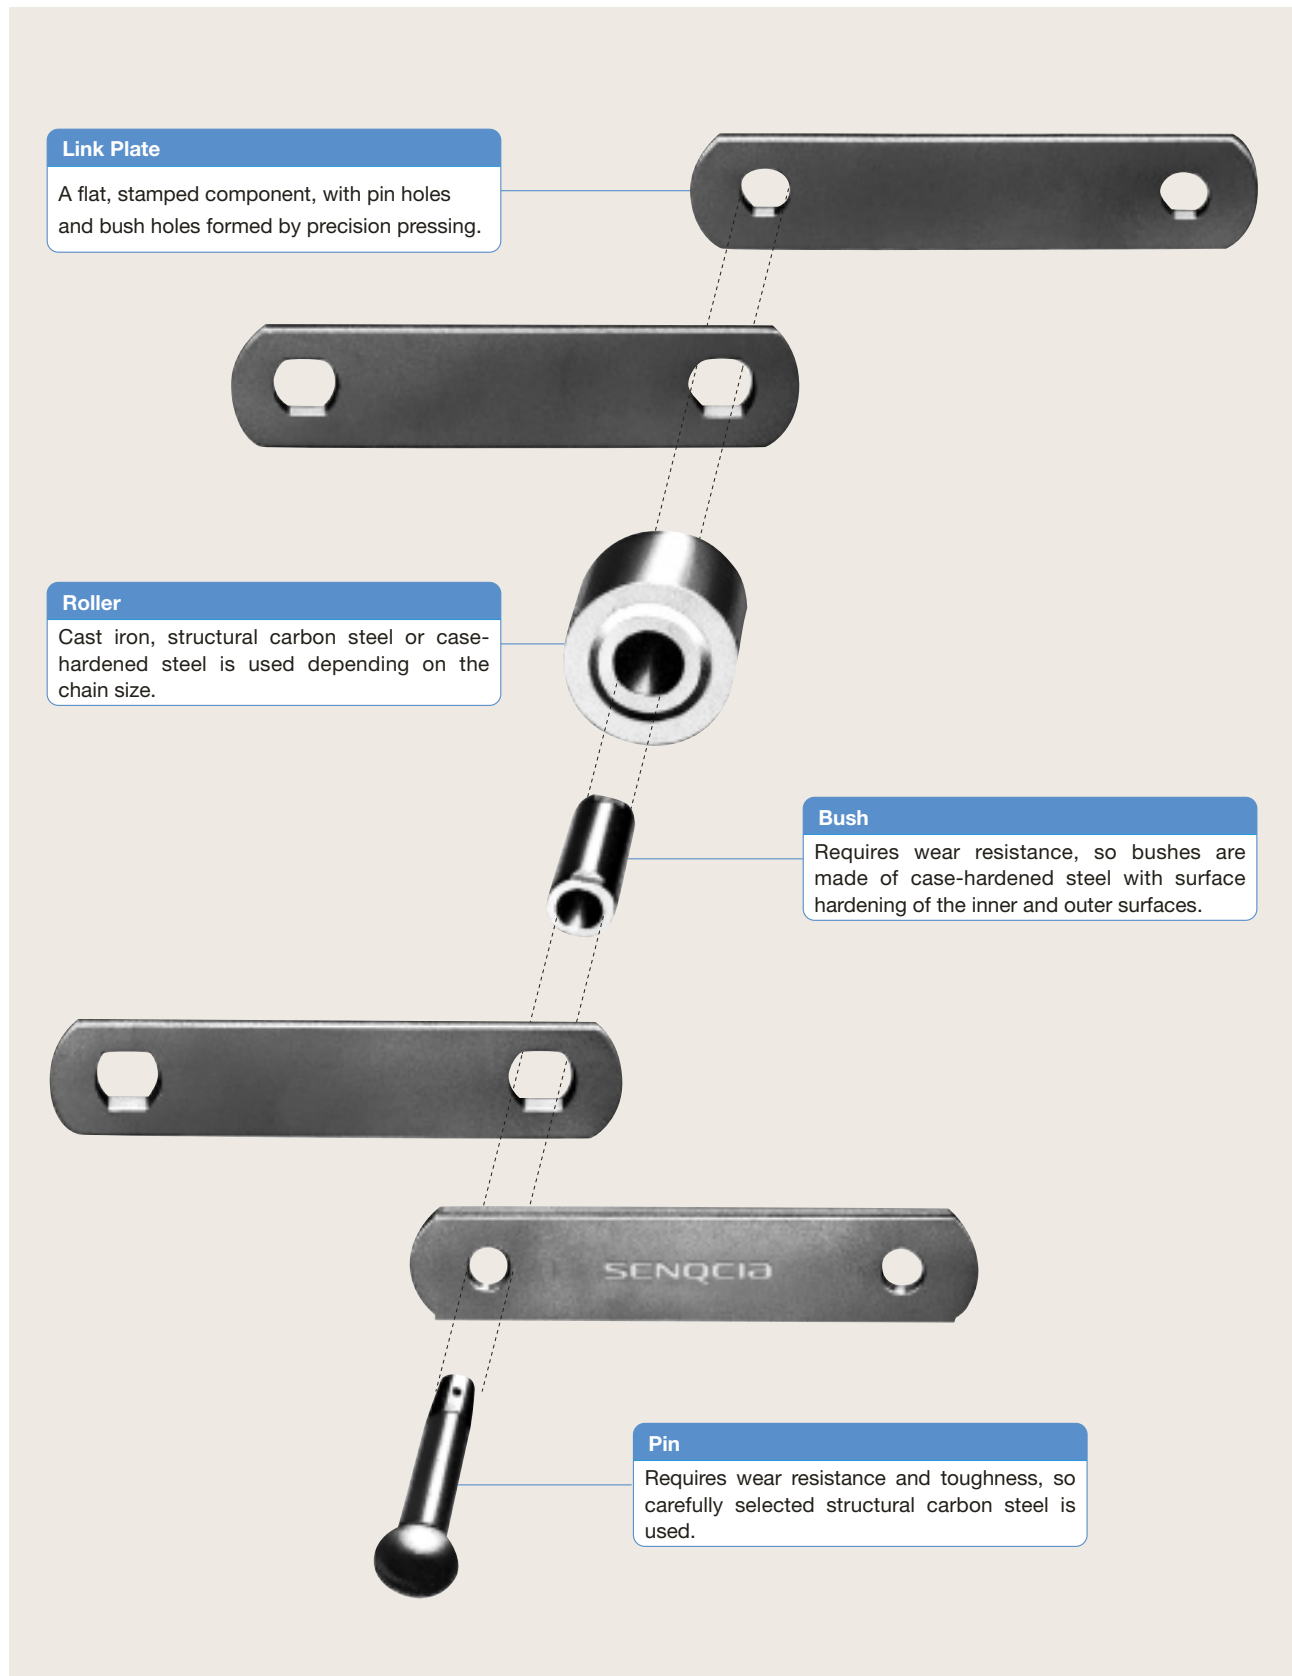 Link Plate
A flat, stamped component, with pin holes
and bush holes formed by precision pressing.
Roller
Cast iron, structural carbon steel or case-
hardened steel is used depending on the
chain size.
Bush
Requires wear resistance, so bushes are
made of case-hardened steel with surface
hardening of the inner and outer surfaces.
SENQCIA
Pin
Requires wear resistance and toughness, so
carefully selected structural carbon steel is
used.